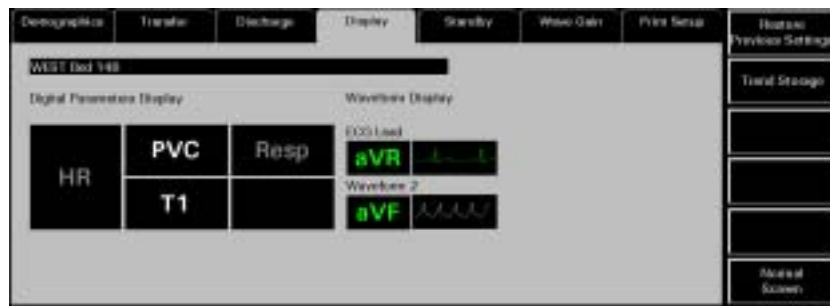 Demographics
Transfer
Discharge
Display
Standby
Wave Gain
Print Setup
Restore
Previous Settings
WEST Bed 140
Trend Storage
Digital Parameters Display
Waveform Display
ECG Lead
HR
PVC
Resp
aVR
Waveform 2
T1
aVF
Normal
Screen